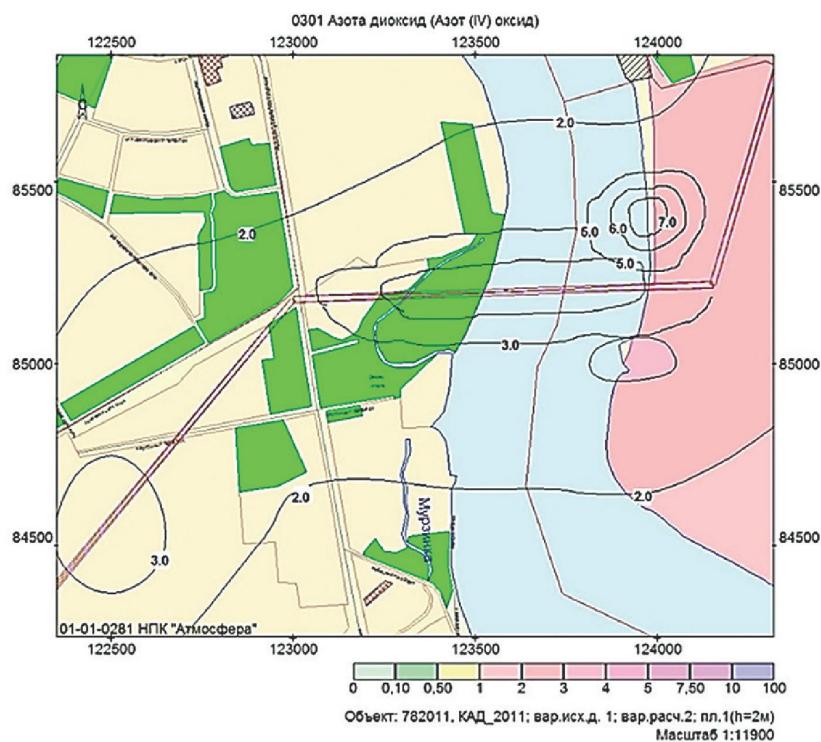 0301 Азота диоксид (Азот (IV) оксид)
122500 123000 123500 124000
2.0
85500 85500
5.0 6.0 7.0
2.0
5.0
3.0
85000 85000
2.0 2.0
Мурзинка
84500 84500
3.0
01-01-0281 НПК "Атмосфера"
122500 123000 123500 124000
0 0,10 0,50 1 2 3 4 5 7,50 10 100
Объект: 782011, КАД_2011; вар.исх.д. 1; вар.расч.2; пл.1(h=2м)
Масштаб 1:11900